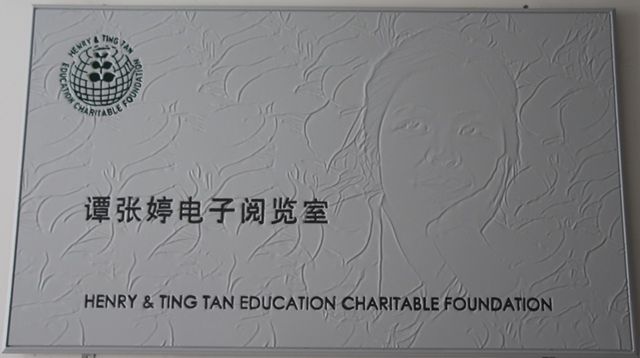 HENRY & TING TAN
EDUCATION CHARITABLE FOUNDATION
谭张婷电子阅览室
HENRY & TING TAN EDUCATION CHARITABLE FOUNDATION